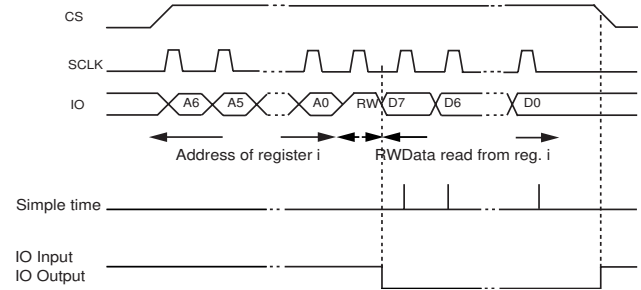 CS
SCLK
IO A6 A5 A0 RW D7 D6 D0
Address of register i RWData read from reg. i
Simple time
IO Input
IO Output